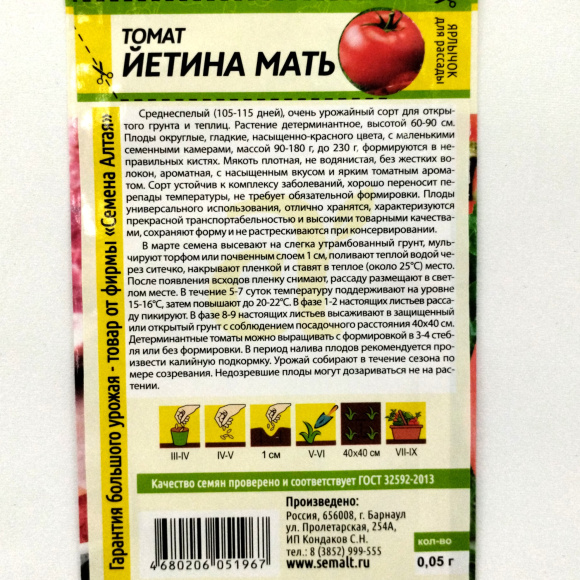 ТОМАТ
ЙЕТИНА МАТЬ
ЯРЛЫЧОК
для рассады
Гарантия большого урожая - товар от фирмы «Семена Алтая»
Среднеспелый (105-115 дней), очень урожайный сорт для откры-
того грунта и теплиц. Растение детерминантное, высотой 60-90 см.
Плоды округлые, гладкие, насыщенно-красного цвета, с маленькими
семенными камерами, массой 90-180 г, до 230 г, формируются в не-
правильных кистях. Мякоть плотная, не водянистая, без жестких во-
локон, ароматная, с насыщенным вкусом и ярким томатным арома-
том. Сорт устойчив к комплексу заболеваний, хорошо переносит пе-
репады температуры, не требует обязательной формировки. Плоды
универсального использования, отлично хранятся, характеризуются
прекрасной транспортабельностью и высокими товарными качества-
ми, сохраняют форму и не растрескиваются при консервировании.
В марте семена высевают на слегка утрамбованный грунт, муль-
чируют торфом или почвенным слоем 1 см, поливают теплой водой че-
рез ситечко, накрывают пленкой и ставят в теплое (около 25°С) место.
После появления всходов пленку снимают, рассаду размещают в свет-
лом месте. В течение 5-7 суток температуру поддерживают на уровне
15-16°С, затем повышают до 20-22°С. В фазе 1-2 настоящих листьев расса-
ду пикируют. В фазе 8-9 настоящих листьев высаживают в защищенный
или открытый грунт с соблюдением посадочного расстояния 40х40 см.
Детерминантные томаты можно выращивать с формировкой в 3-4 стеб-
ля или без формировки. В период налива плодов рекомендуется про-
извести калийную подкормку. Урожай собирают в течение сезона по
мере созревания. Недозревшие плоды могут дозариваться не на рас-
тении.
III-IV
IV-V
1 см
V-VI
40х40 см
VII-IX
Качество семян проверено и соответствует ГОСТ 32592-2013
Произведено:
Россия, 656008, г. Барнаул
ул. Пролетарская, 254А,
ИП Кондаков С.Н.
тел.: 8 (3852) 999-555
www.semalt.ru
кол-во
0,05 г
4 680206 051967